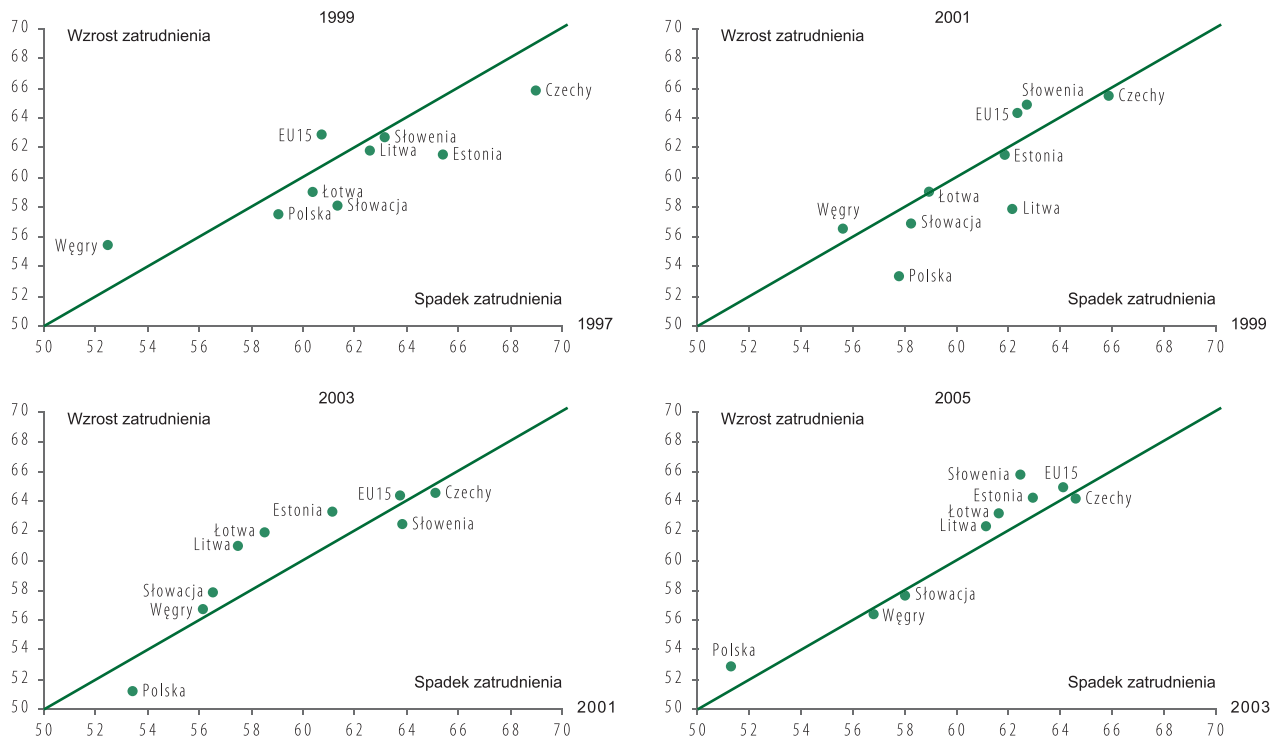 1999
70
Wzrost zatrudnienia
68
66
Czechy
64
EU15
Słowenia
62
Litwa
Estonia
60
Łotwa
58
Polska
Słowacja
56
Węgry
54
52
Spadek zatrudnienia
50
1997
50 52 54 56 58 60 62 64 66 68 70
2001
70
Wzrost zatrudnienia
68
66
Słowenia
Czechy
64
EU15
62
Estonia
60
Łotwa
58
Litwa
Węgry
Słowacja
56
54
Polska
52
Spadek zatrudnienia
50
1999
50 52 54 56 58 60 62 64 66 68 70
2003
70
Wzrost zatrudnienia
68
66
EU15
Czechy
64
Estonia
Słowenia
62
Łotwa
Litwa
60
58
Słowacja
Węgry
56
54
52
Polska
Spadek zatrudnienia
50
2001
50 52 54 56 58 60 62 64 66 68 70
2005
70
Wzrost zatrudnienia
68
66
Słowenia
EU15
64
Estonia
Czechy
Łotwa
62
Litwa
60
58
Słowacja
56
Węgry
54
Polska
52
Spadek zatrudnienia
50
2003
50 52 54 56 58 60 62 64 66 68 70